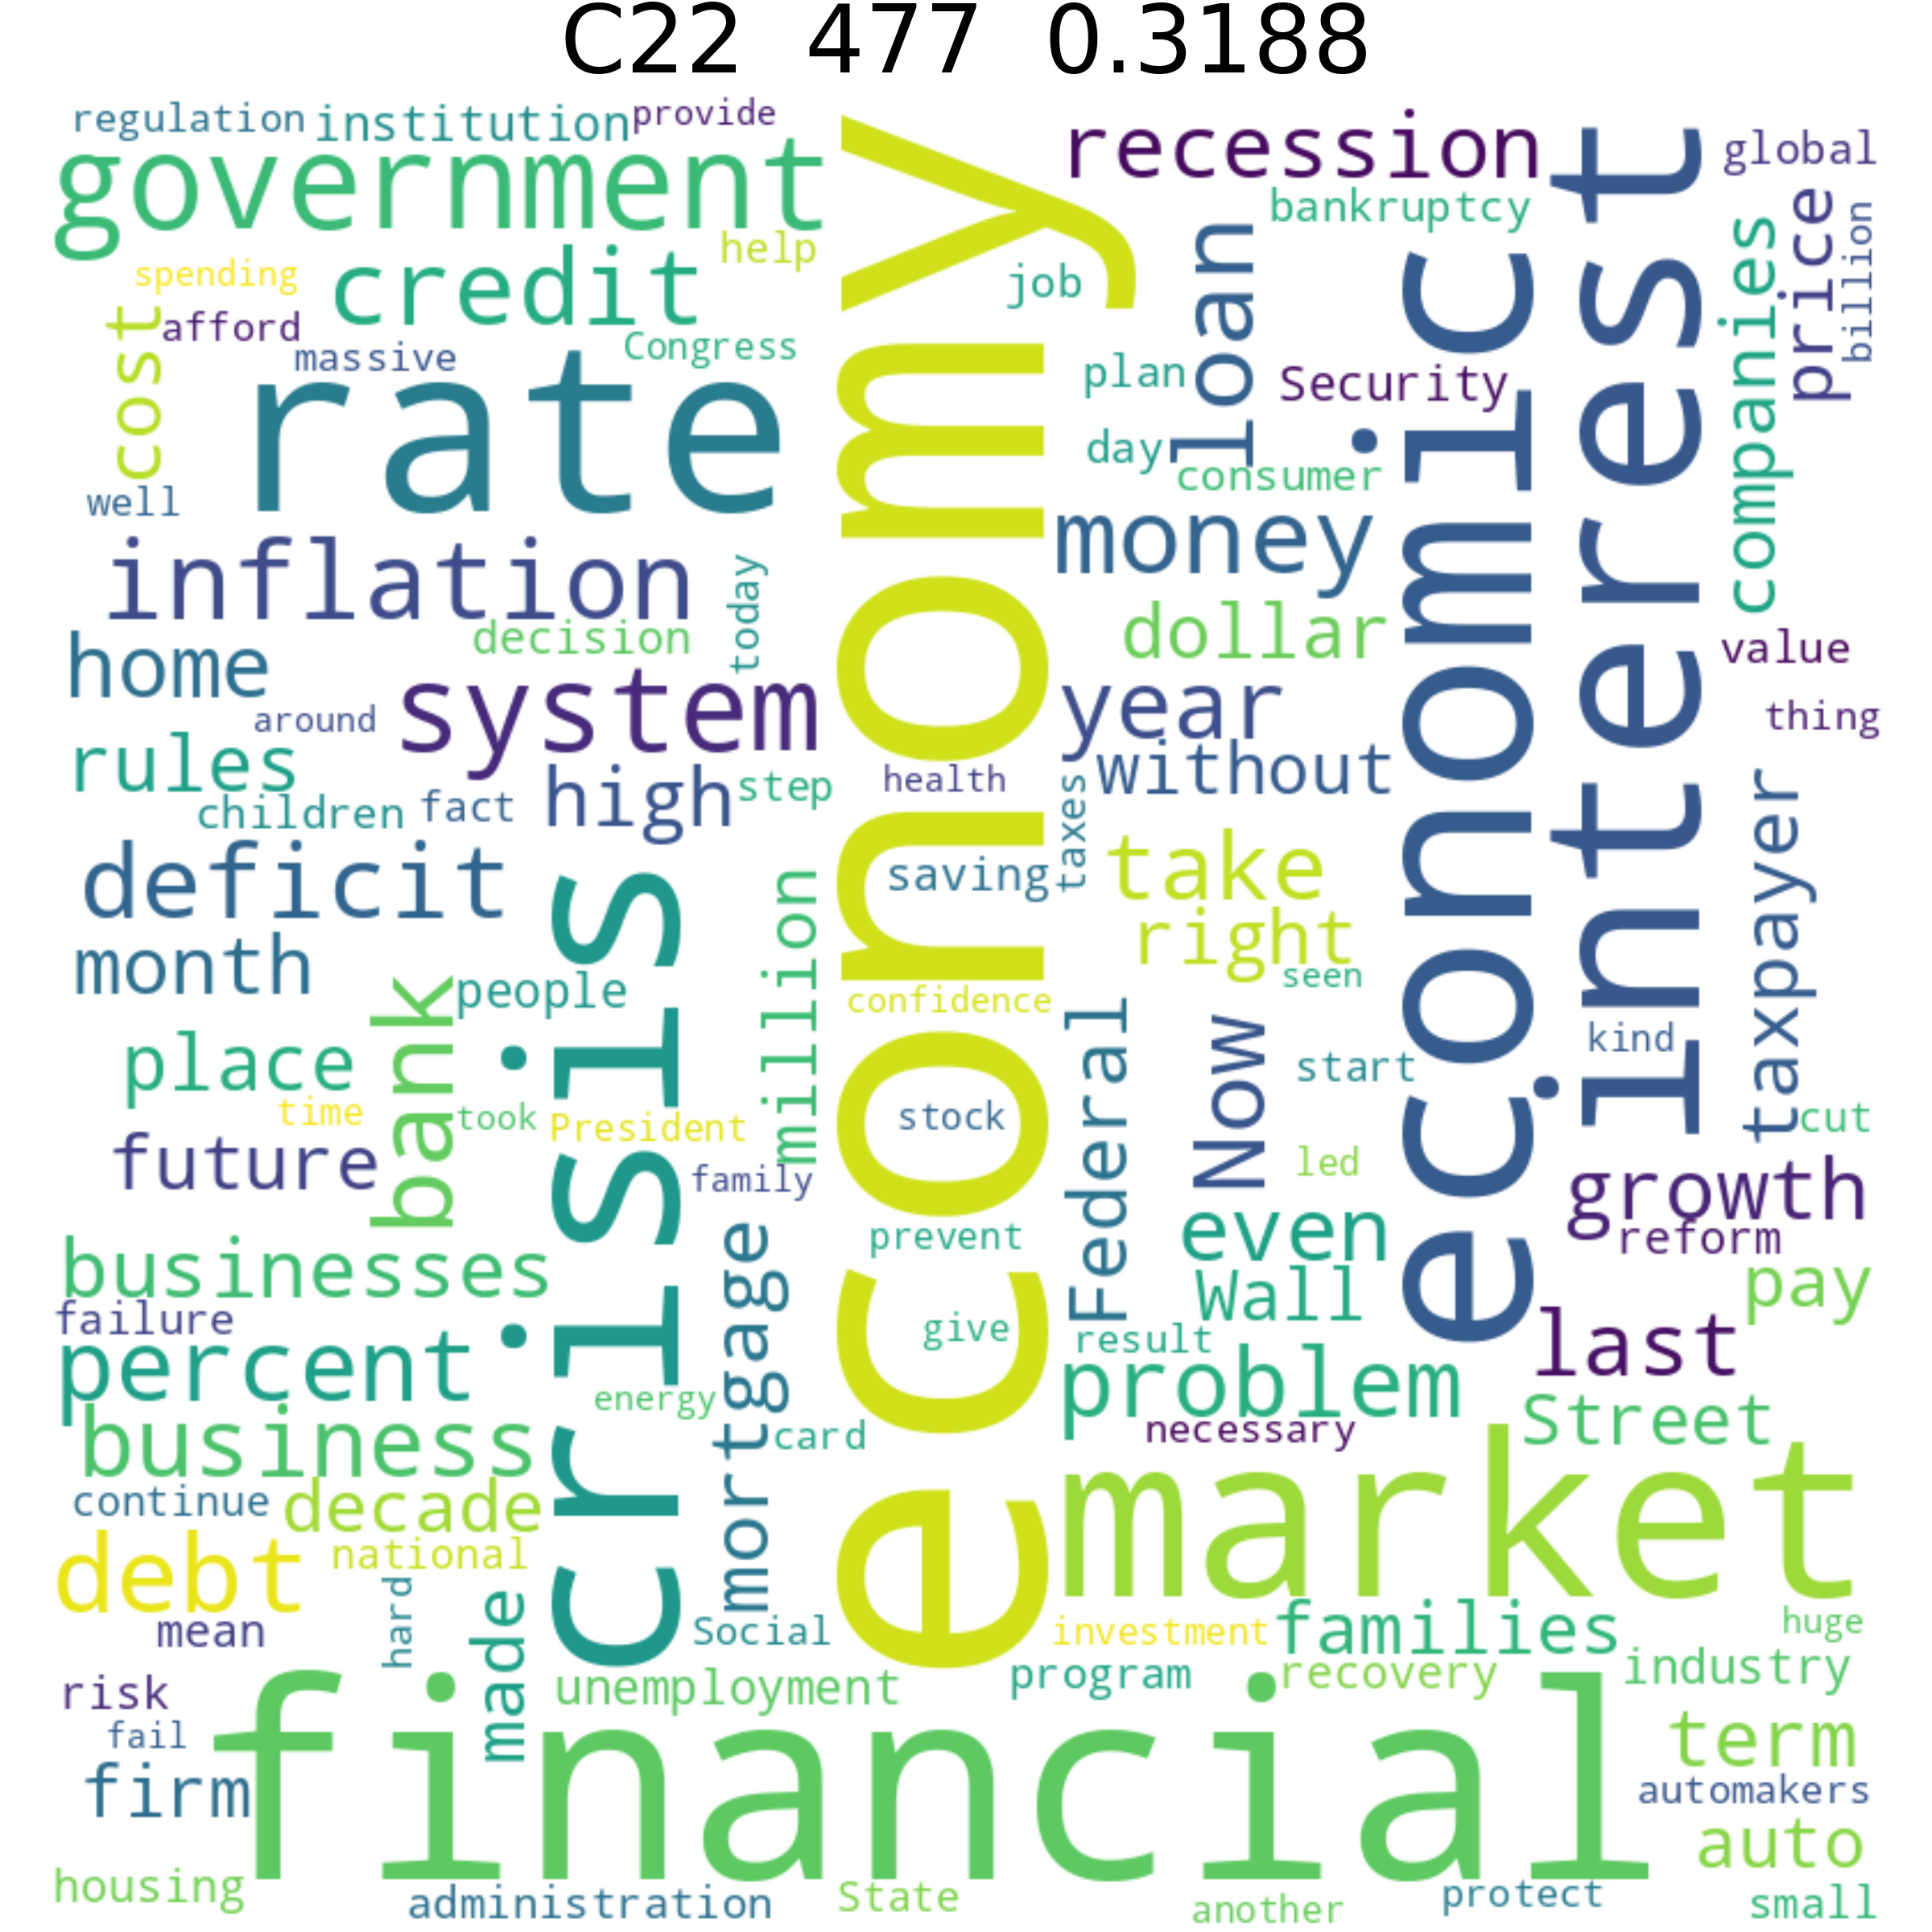 C22 477 0.3188
regulation
institution
provide
government
help
spending
credit
cost
afford
massive
Congress
rate
well
inflation
today
decision
home
around
system
rules
children
fact
high
step
deficit
month
people
bank
place
time
took
President
future
million
family
crisis
businesses
failure
percent
business
energy
mortgage
card
continue
decade
debt
national
mean
hard
made
Social
risk
fail
firm
unemployment
financial
housing
administration
State
another
protect
small
economy
health
saving
confidence
stock
prevent
give
recession
bankruptcy
job
loan
plan
Security
day
consumer
money
dollar
year
without
taxes
take
right
seen
Federal
Now
start
led
even
Wall
result
problem
necessary
economic
interest
global
price
billion
companies
value
thing
taxpayer
kind
cut
growth
reform
pay
last
Street
market
investment
families
huge
program
recovery
industry
term
automakers
auto